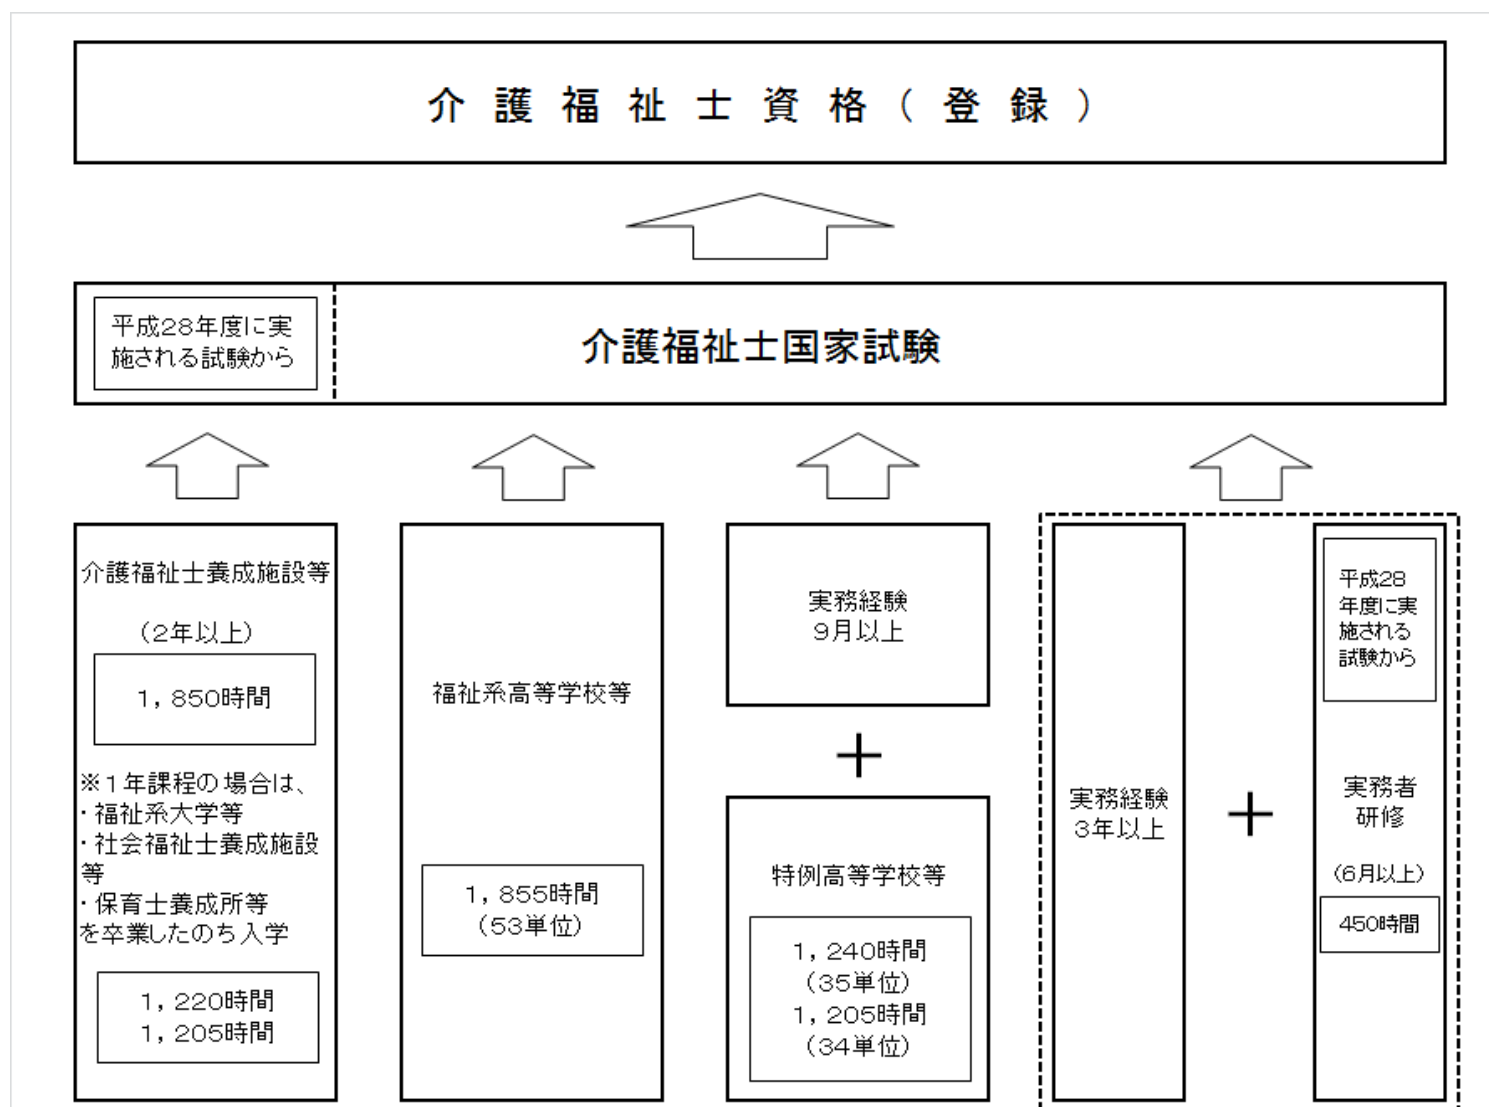 介護福祉士資格(登録)
平成28年度に実
施される試験から
介護福祉士国家試験
介護福祉士養成施設等
(2年以上)
1,850時間
※1年課程の場合は、
・福祉系大学等
・社会福祉士養成施設
等
・保育士養成所等
を卒業したのち入学
1,220時間
1,205時間
福祉系高等学校等
1,855時間
(53単位)
実務経験
9月以上
+
特例高等学校等
1,240時間
(35単位)
1,205時間
(34単位)
実務経験
3年以上
+
平成28
年度に実
施される
試験から
実務者
研修
(6月以上)
450時間